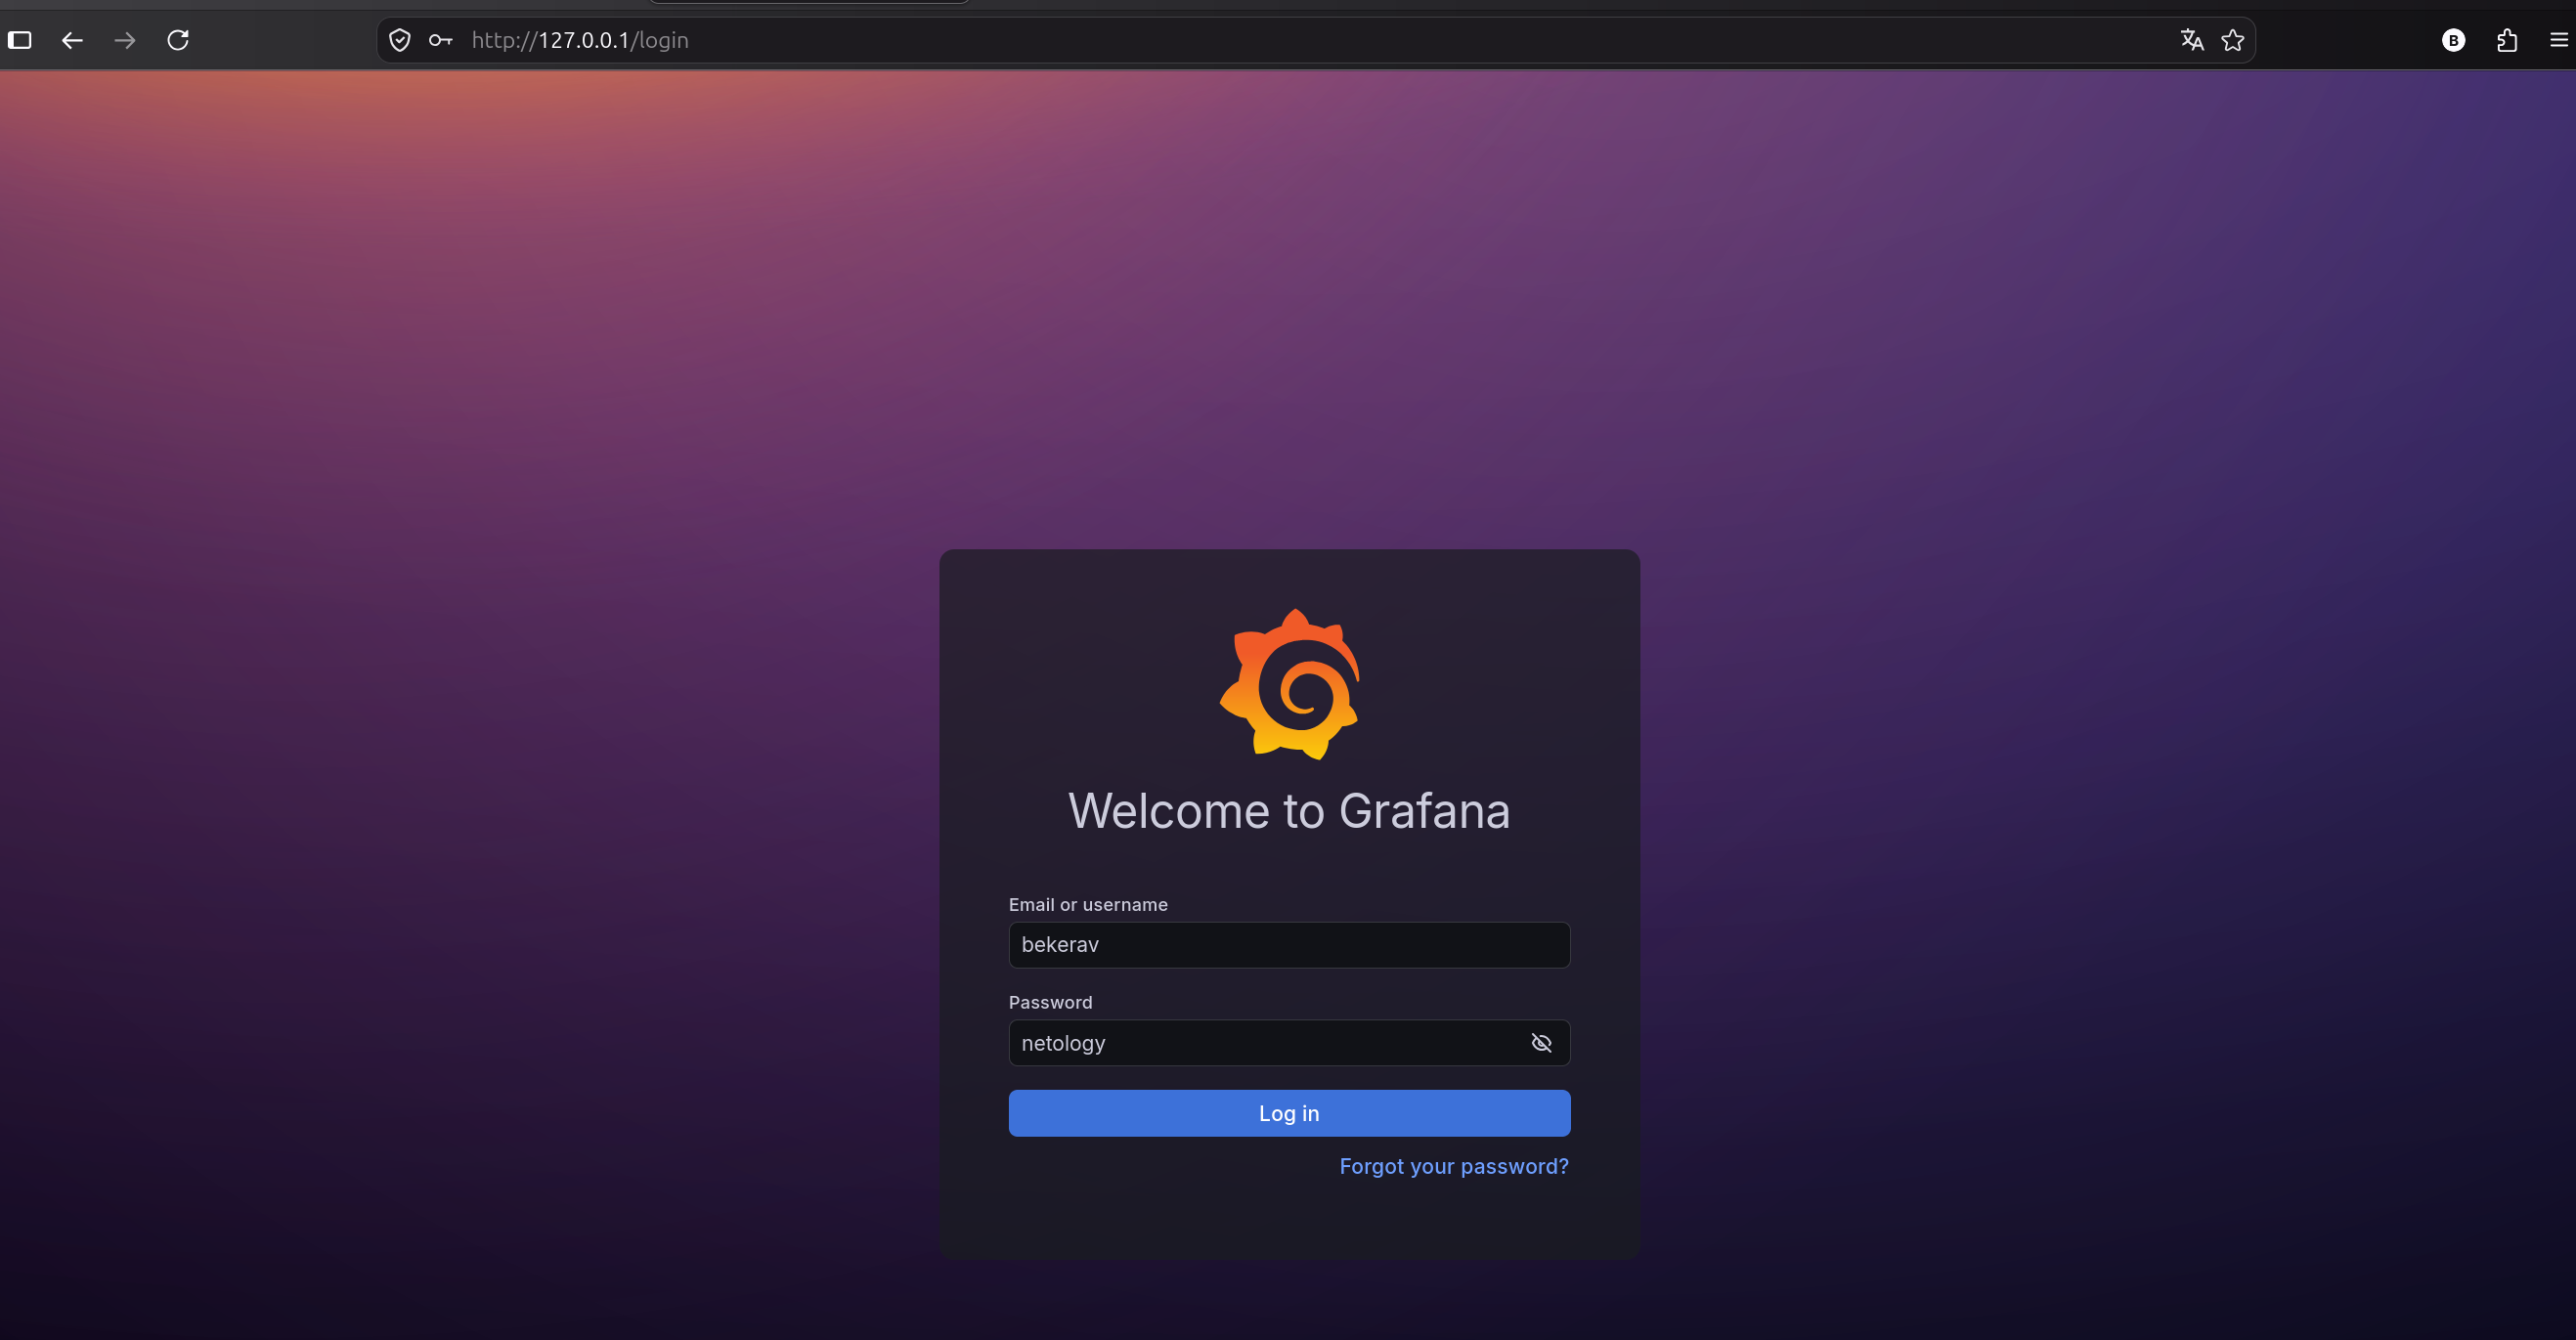 http://127.0.0.1/login
B
Welcome to Grafana
Email or username
bekerav
Password
netology
Log in
Forgot your password?